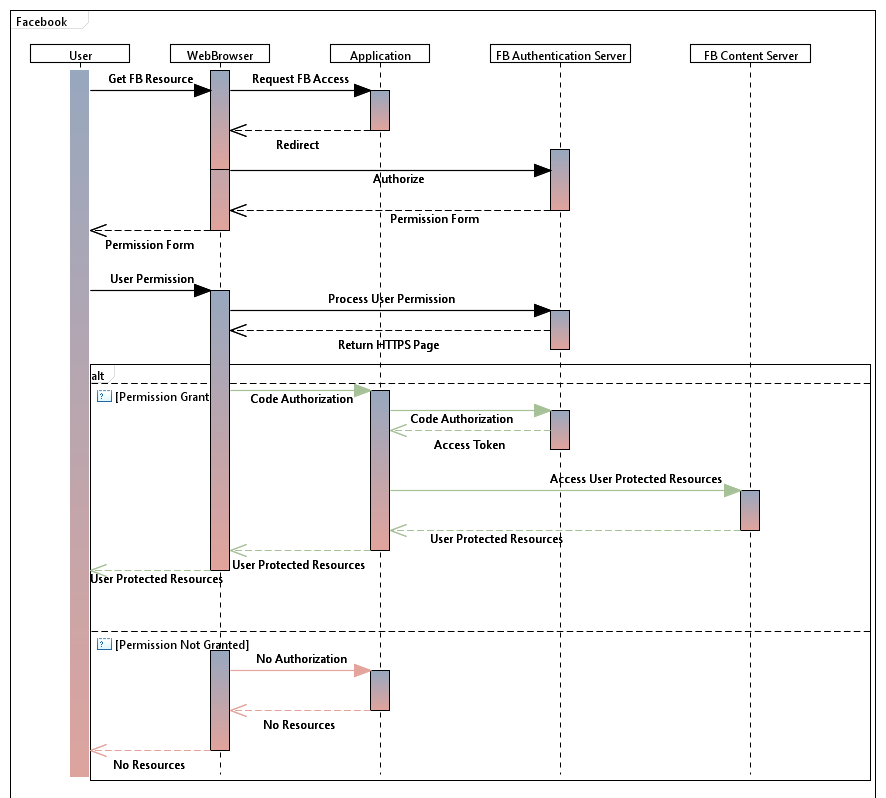 Facebook
User
WebBrowser
Application
FB Authentication Server
FB Content Server
Get FB Resource
Request FB Access
Redirect
Authorize
Permission Form
Permission Form
User Permission
Process User Permission
Return HTTPS Page
alt
? [Permission Grant
Code Authorization
Code Authorization
Access Token
Access User Protected Resources
User Protected Resources
User Protected Resources
User Protected Resources
? [Permission Not Granted]
No Authorization
No Resources
No Resources